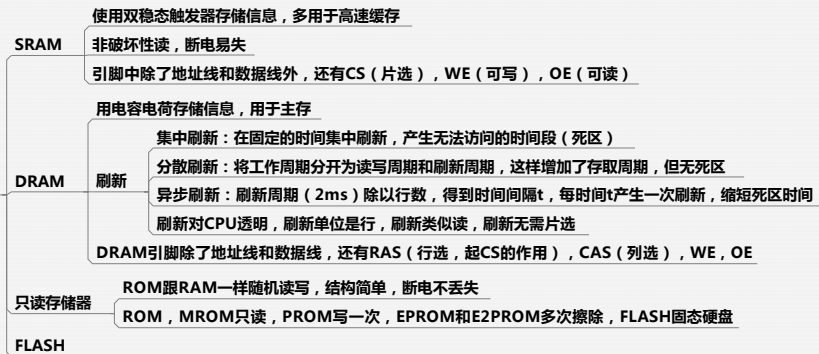 SRAM
使用双稳态触发器存储信息，多用于高速缓存
非破坏性读，断电易失
引脚中除了地址线和数据线外，还有CS（片选），WE（可写），OE（可读）
DRAM
用电容电荷存储信息，用于主存
刷新
集中刷新：在固定的时间集中刷新，产生无法访问的时间段（死区）
分散刷新：将工作周期分开为读写周期和刷新周期，这样增加了存取周期，但无死区
异步刷新：刷新周期（2ms）除以行数，得到时间间隔t，每时间t产生一次刷新，缩短死区时间
刷新对CPU透明，刷新单位是行，刷新类似读，刷新无需片选
DRAM引脚除了地址线和数据线，还有RAS（行选，起CS的作用），CAS（列选），WE，OE
只读存储器
ROM跟RAM一样随机读写，结构简单，断电不丢失
ROM，MROM只读，PROM写一次，EPROM和E2PROM多次擦除，FLASH固态硬盘
FLASH